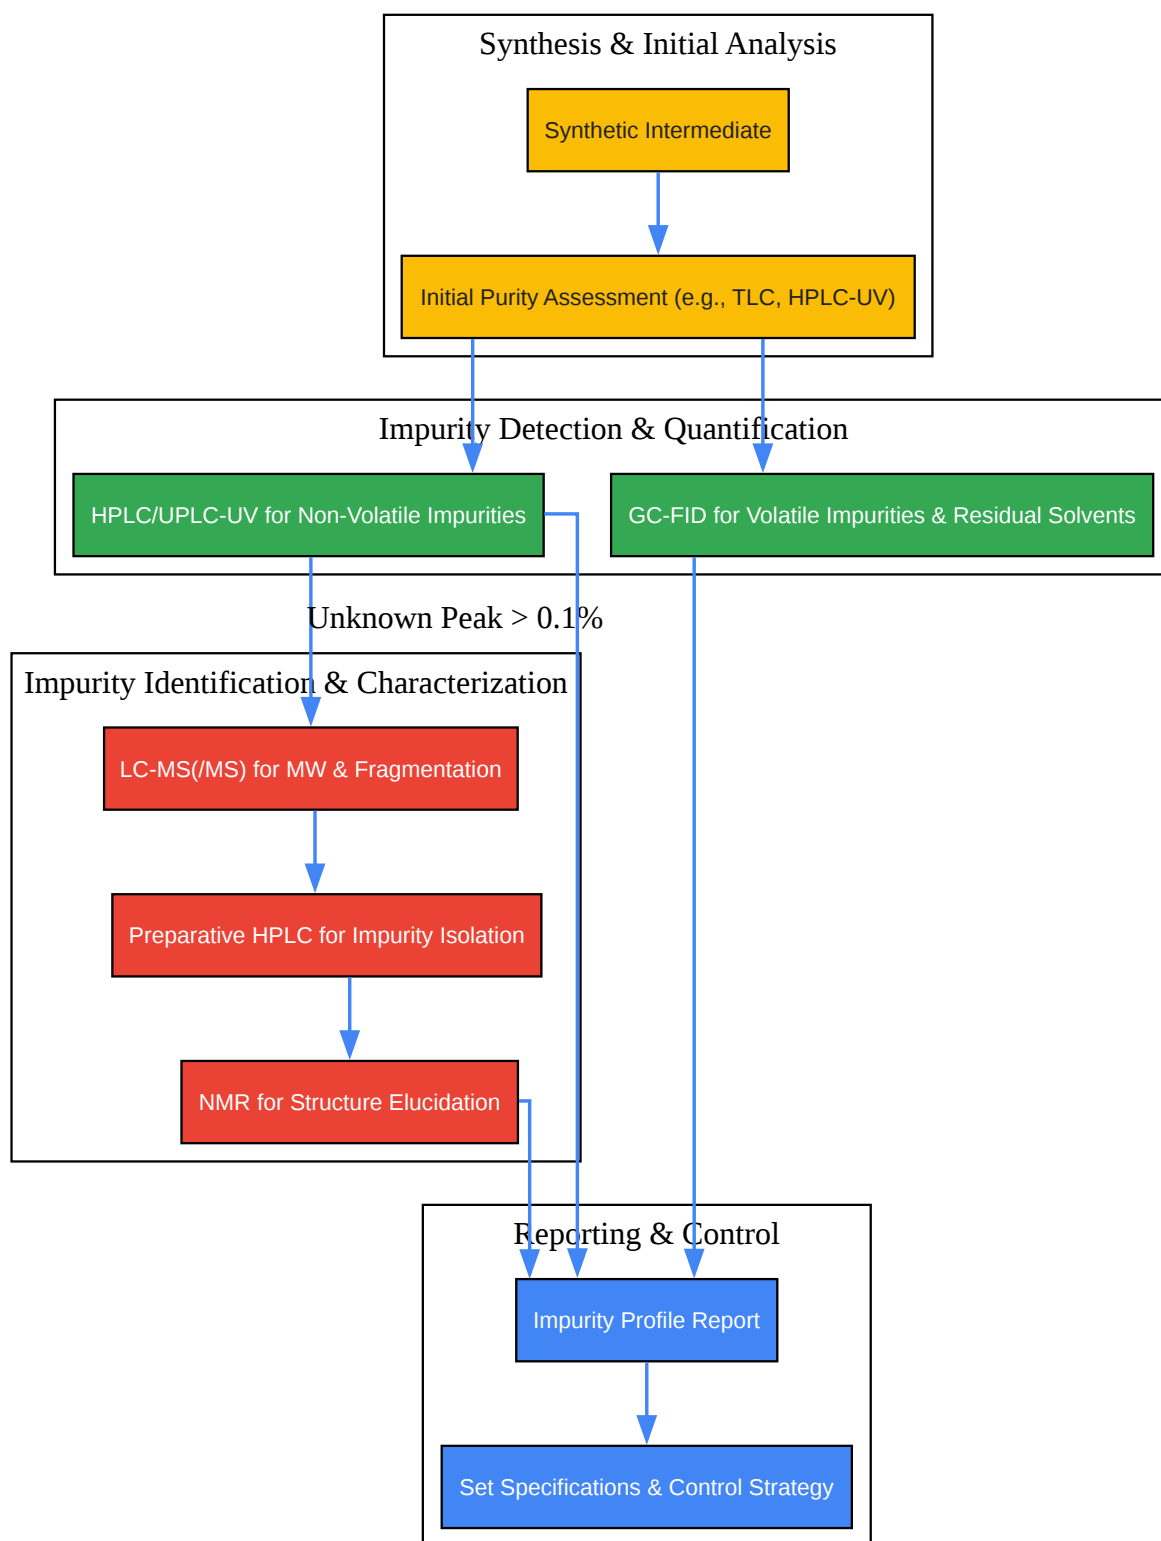 Synthesis & Initial Analysis
Synthetic Intermediate
Initial Purity Assessment (e.g., TLC, HPLC-UV)
Impurity Detection & Quantification
HPLC/UPLC-UV for Non-Volatile Impurities
GC-FID for Volatile Impurities & Residual Solvents
Unknown Peak > 0.1%
Impurity Identification & Characterization
LC-MS(/MS) for MW & Fragmentation
Preparative HPLC for Impurity Isolation
NMR for Structure Elucidation
Reporting & Control
Impurity Profile Report
Set Specifications & Control Strategy